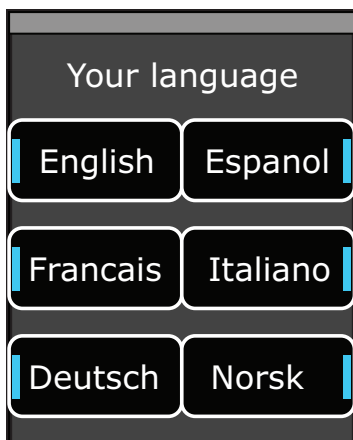 Your language
English Espanol
Francais Italiano
Deutsch Norsk